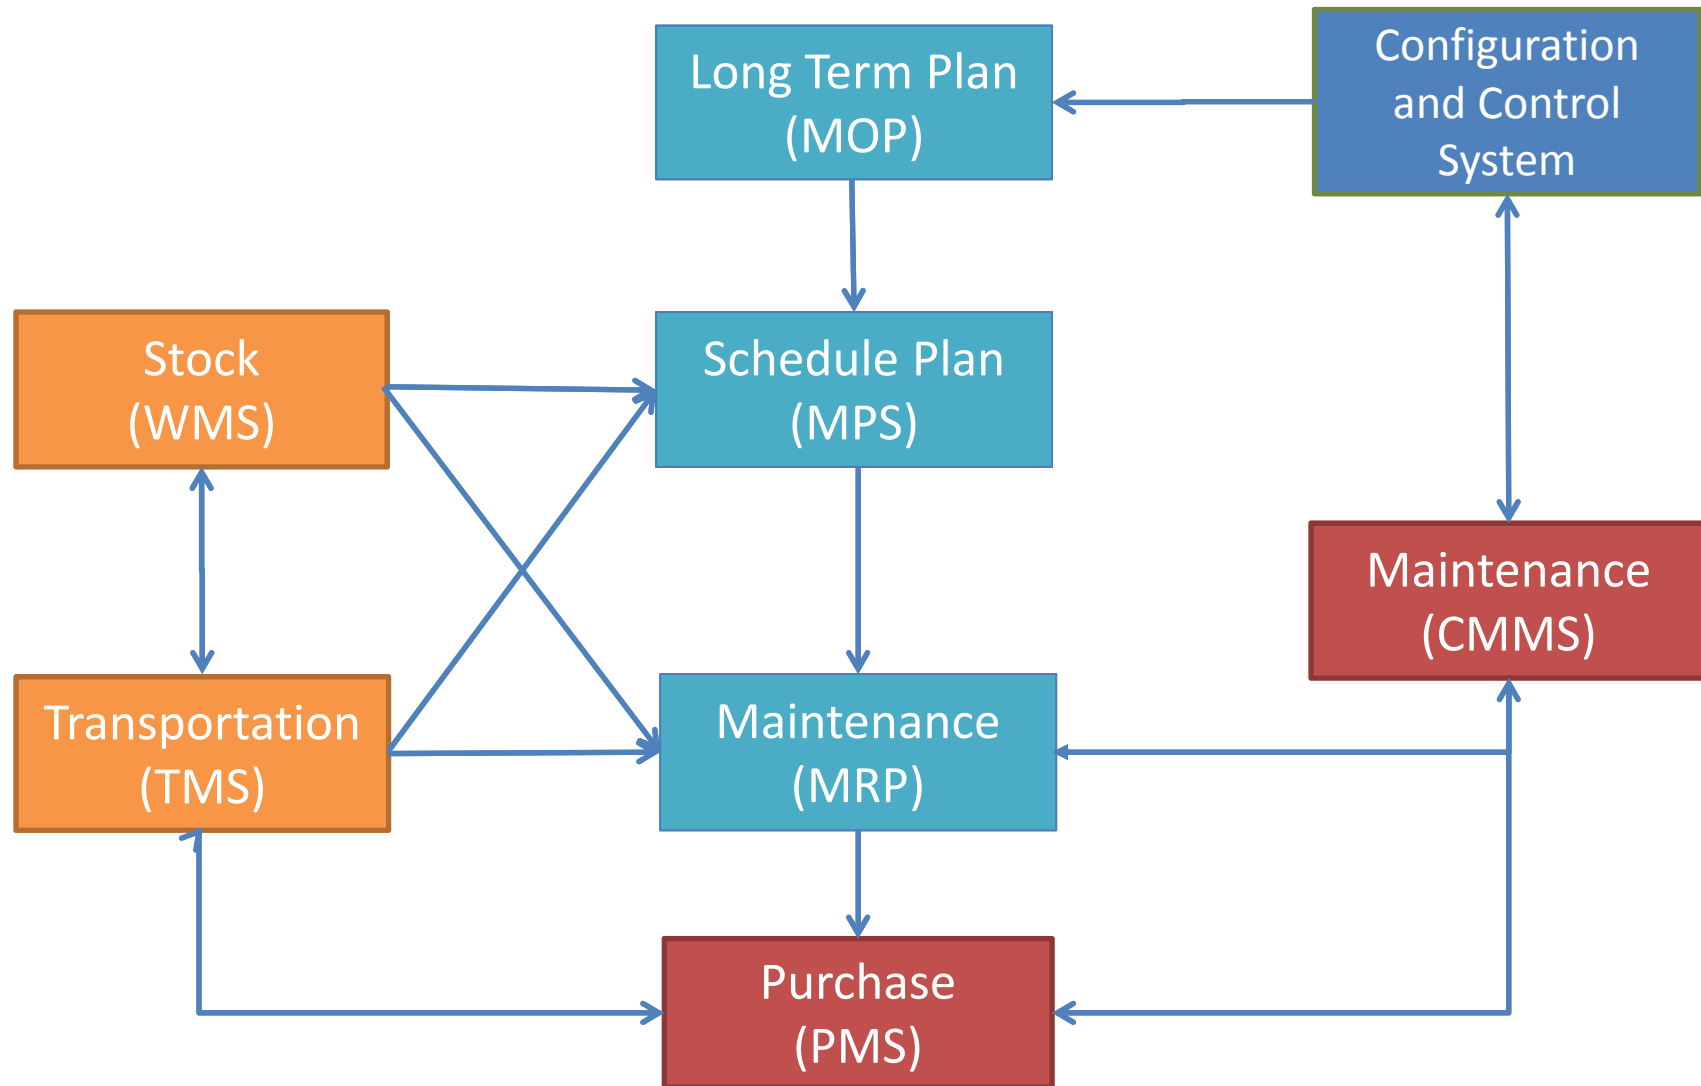 Long Term Plan
(MOP)
Configuration
and Control
System
Stock
(WMS)
Schedule Plan
(MPS)
Maintenance
(CMMS)
Transportation
(TMS)
Maintenance
(MRP)
Purchase
(PMS)